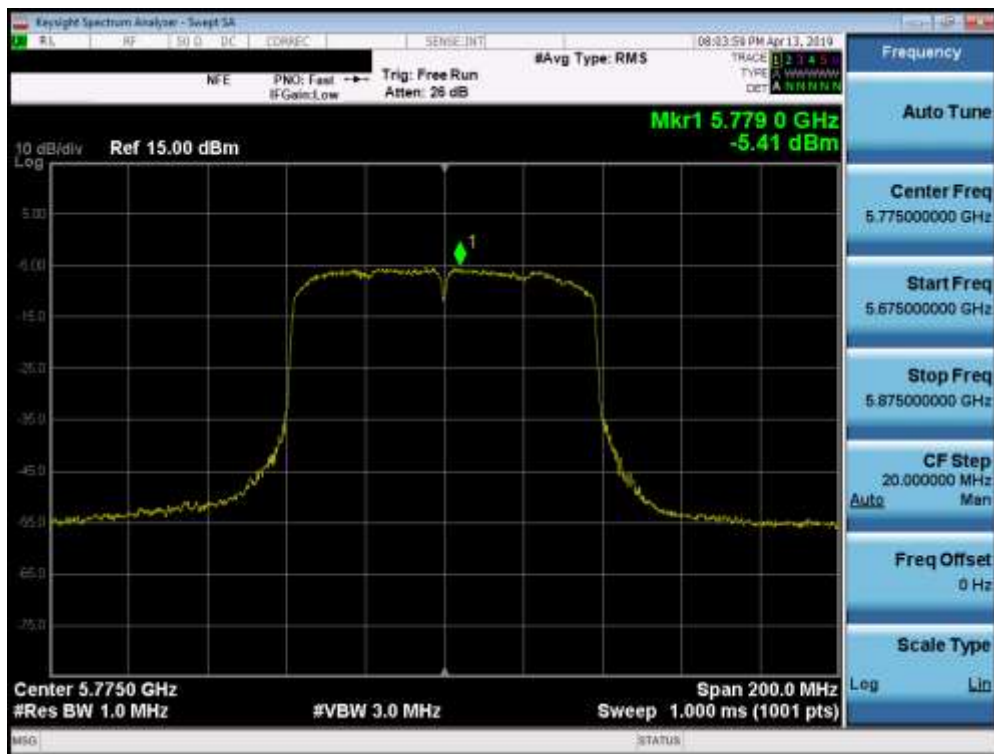 Keysight Spectrum Analyzer - Swept SA
RL RF 50 Ω DC CORREC SENSE:INT 08:03:59 PM Apr 13, 2019
#Avg Type: RMS
TRACE 1 2 3 4 5 6
NFE PNO: Fast Trig: Free Run
TYPE A WWWWW
IFGain:Low Atten: 26 dB
DET A N N N N N
Mkr1 5.779 0 GHz
-5.41 dBm
10 dB/div Ref 15.00 dBm
Log
5.00
-5.00
-15.0
-25.0
-35.0
-45.0
-55.0
-65.0
-75.0
1
Center 5.7750 GHz Span 200.0 MHz
#Res BW 1.0 MHz #VBW 3.0 MHz Sweep 1.000 ms (1001 pts)
MSG STATUS
Frequency
Auto Tune
Center Freq
5.775000000 GHz
Start Freq
5.675000000 GHz
Stop Freq
5.875000000 GHz
CF Step
20.000000 MHz
Auto Man
Freq Offset
0 Hz
Scale Type
Log Lin